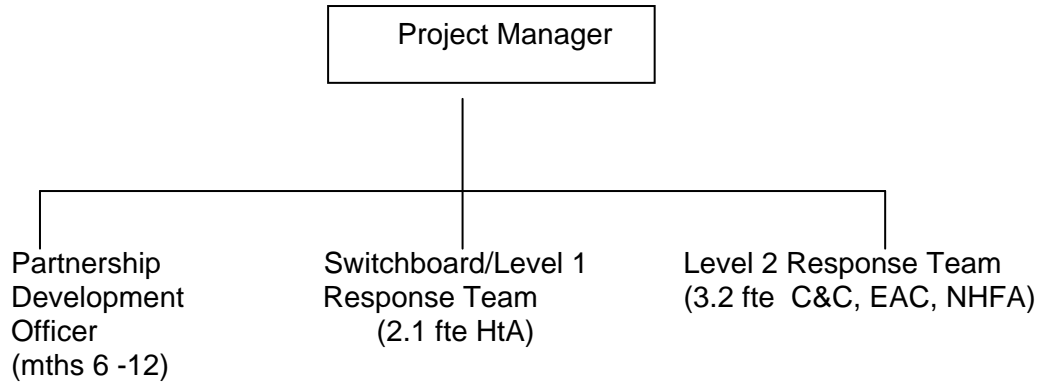 Project Manager
Partnership
Development
Officer
(mths 6 -12)
Switchboard/Level 1
Response Team
(2.1 fte HtA)
Level 2 Response Team
(3.2 fte  C&C, EAC, NHFA)